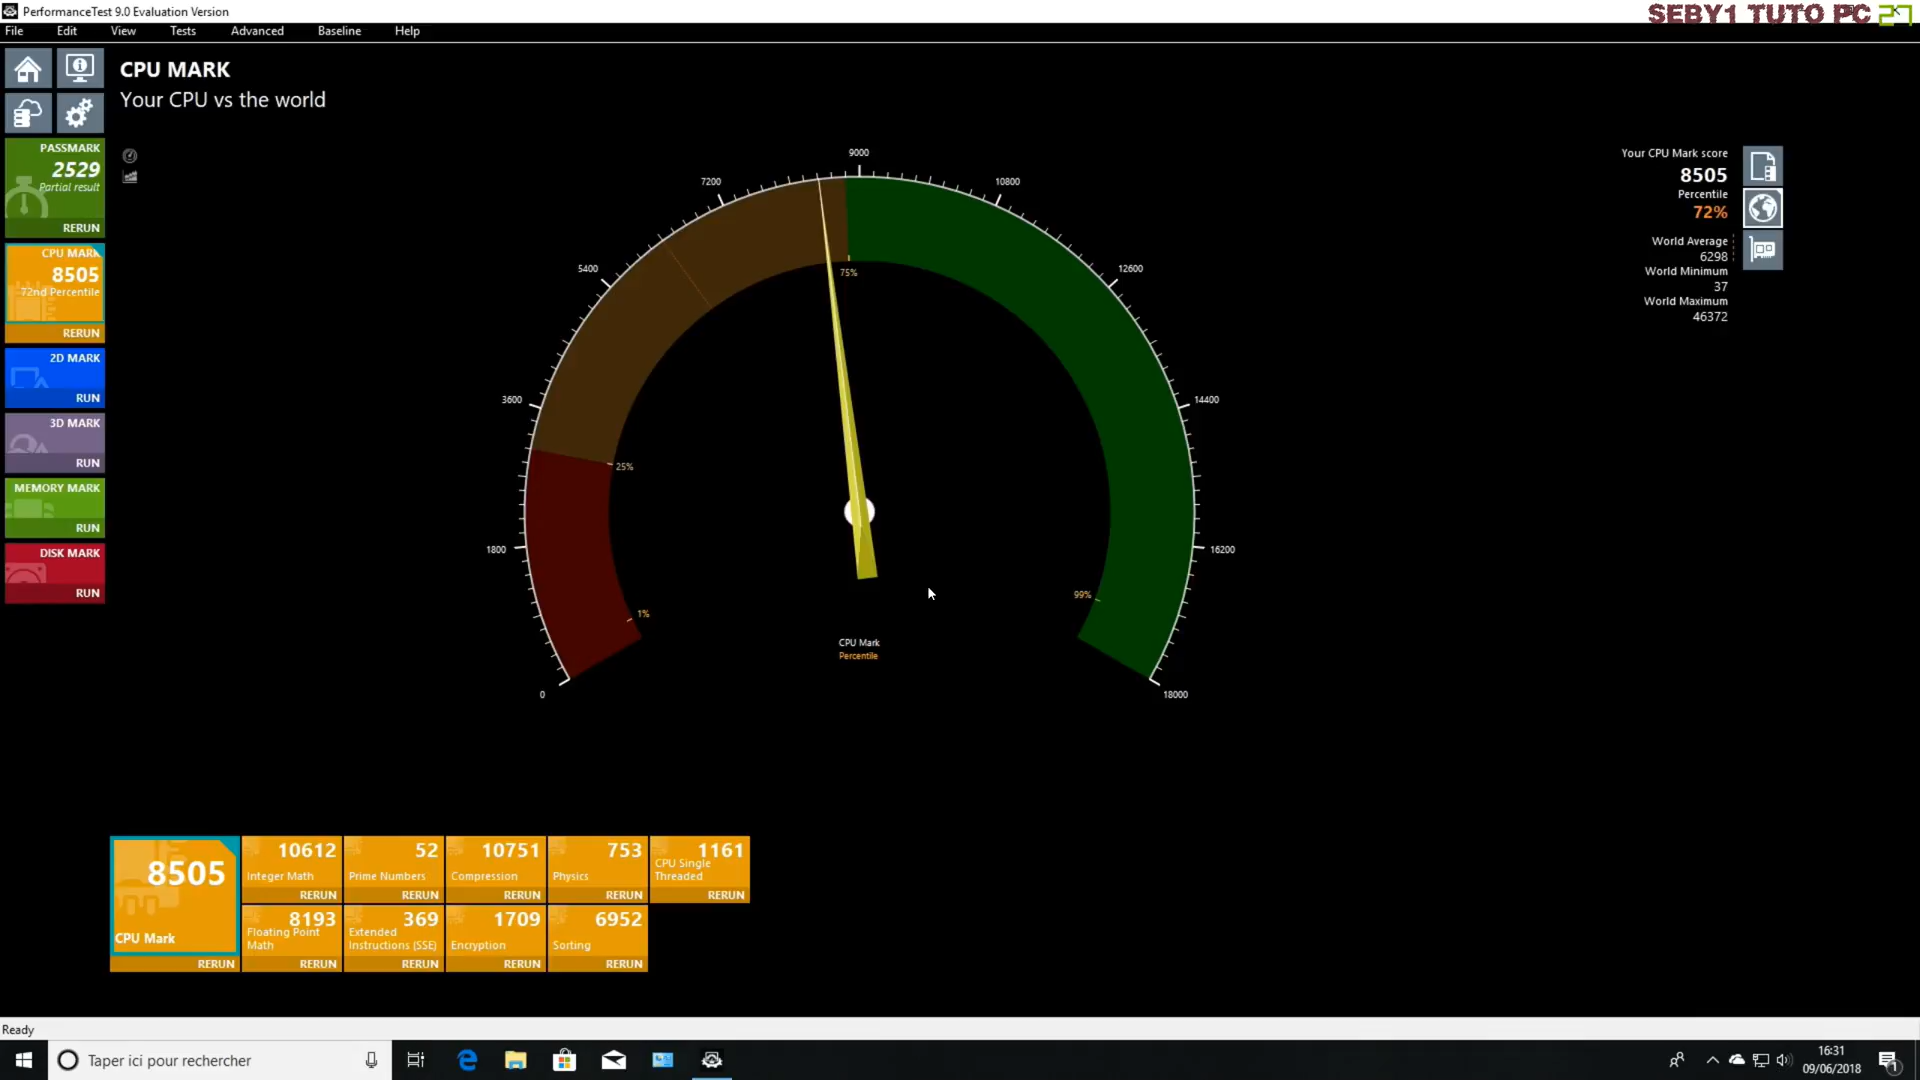 PerformanceTest 9.0 Evaluation Version
SEBY1 TUTO PC 27
File Edit View Tests Advanced Baseline Help
CPU MARK
Your CPU vs the world
PASSMARK
2529
Partial result
RERUN
CPU MARK
8505
72nd Percentile
RERUN
2D MARK
RUN
3D MARK
RUN
MEMORY MARK
RUN
DISK MARK
RUN
0
1800
3600
5400
7200
9000
10800
12600
14400
16200
18000
1%
25%
75%
99%
CPU Mark
Percentile
Your CPU Mark score
8505
Percentile
72%
World Average
6298
World Minimum
37
World Maximum
46372
8505
CPU Mark
RERUN
10612
Integer Math
RERUN
52
Prime Numbers
RERUN
10751
Compression
RERUN
753
Physics
RERUN
1161
CPU Single
Threaded
RERUN
8193
Floating Point
Math
RERUN
369
Extended
Instructions (SSE)
RERUN
1709
Encryption
RERUN
6952
Sorting
RERUN
Ready
Taper ici pour rechercher
16:31
09/06/2018
1